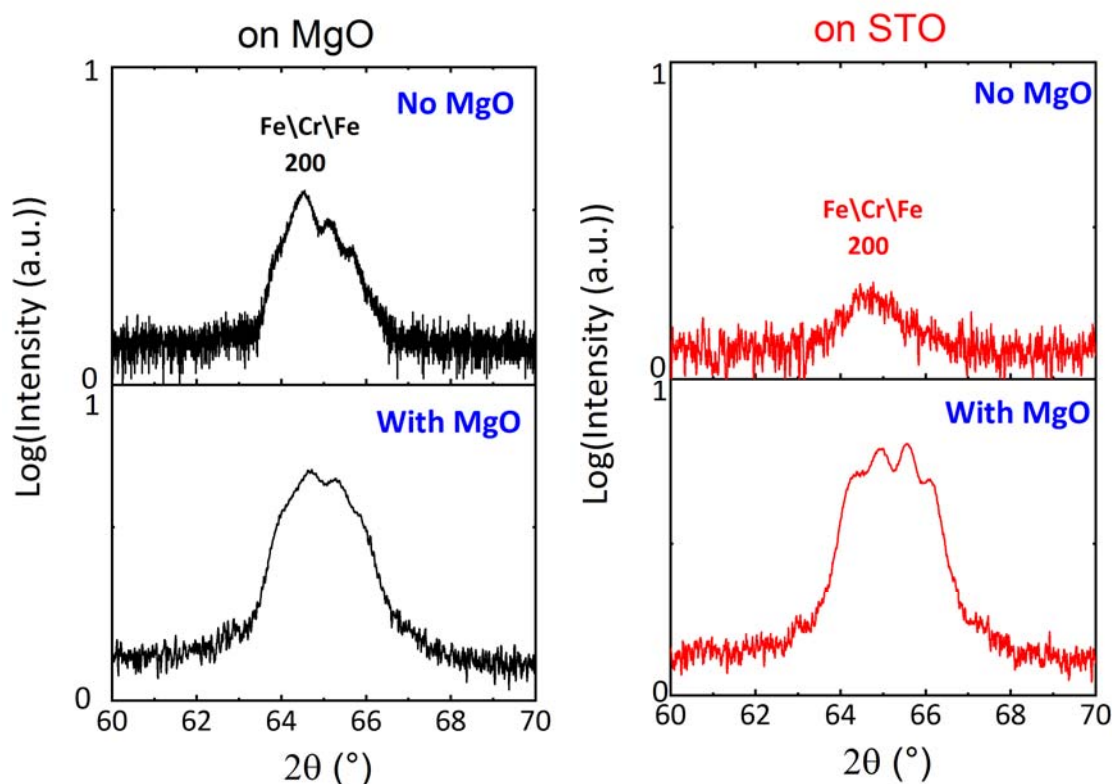 on MgO
on STO
1
No MgO
Fe\Cr\Fe
200
0
1
With MgO
0
60 62 64 66 68 70
2θ (°)
Log(Intensity (a.u.))
1
No MgO
Fe\Cr\Fe
200
0
1
With MgO
0
60 62 64 66 68 70
2θ (°)
Log(Intensity (a.u.))